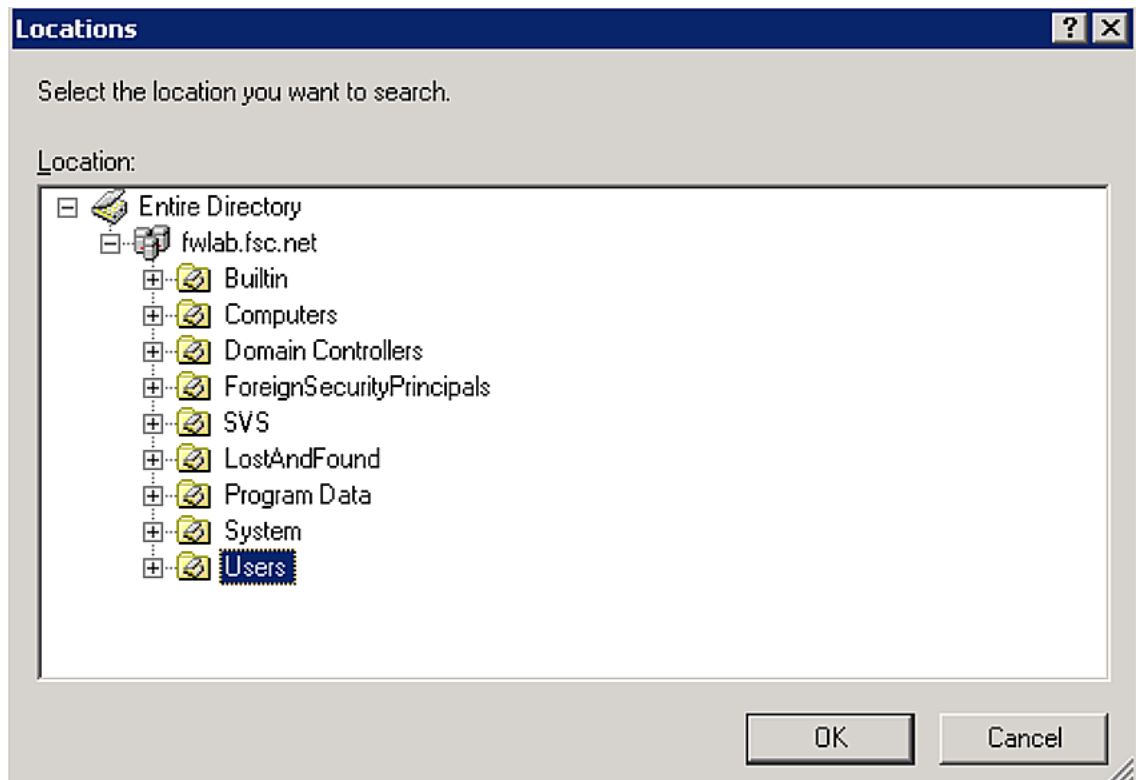 Locations
Select the location you want to search.
Location:
Entire Directory
fwlab.fsc.net
Builtin
Computers
Domain Controllers
ForeignSecurityPrincipals
SVS
LostAndFound
Program Data
System
Users
OK Cancel